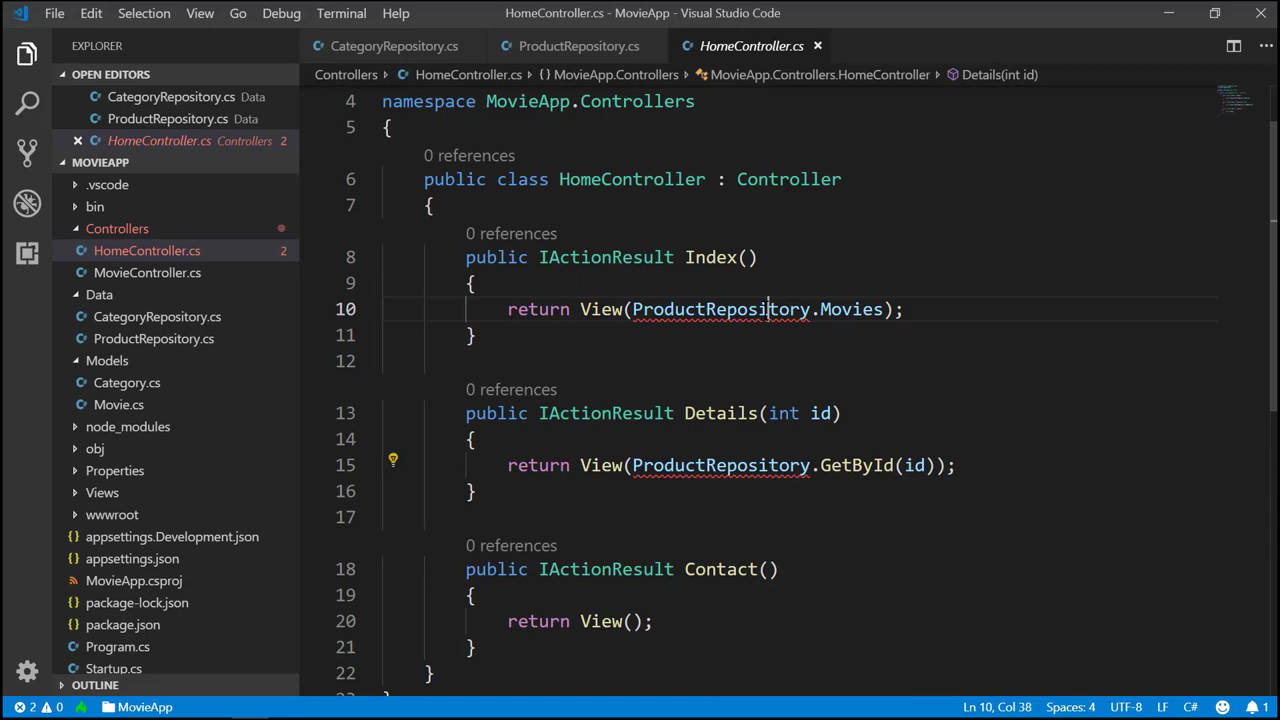 File Edit Selection View Go Debug Terminal Help HomeController.cs - MovieApp - Visual Studio Code
EXPLORER
OPEN EDITORS
CategoryRepository.cs Data
ProductRepository.cs Data
HomeController.cs Controllers 2
MOVIEAPP
.vscode
bin
Controllers
HomeController.cs 2
MovieController.cs
Data
CategoryRepository.cs
ProductRepository.cs
Models
Category.cs
Movie.cs
node_modules
obj
Properties
Views
wwwroot
appsettings.Development.json
appsettings.json
MovieApp.csproj
package-lock.json
package.json
Program.cs
Startup.cs
OUTLINE
CategoryRepository.cs ProductRepository.cs HomeController.cs
Controllers HomeController.cs {} MovieApp.Controllers MovieApp.Controllers.HomeController Details(int id)
4 namespace MovieApp.Controllers
5 {
0 references
6 public class HomeController : Controller
7 {
0 references
8 public IActionResult Index()
9 {
10 return View(ProductRepository.Movies);
11 }
12
0 references
13 public IActionResult Details(int id)
14 {
15 return View(ProductRepository.GetById(id));
16 }
17
0 references
18 public IActionResult Contact()
19 {
20 return View();
21 }
22 }
2 0 MovieApp Ln 10, Col 38 Spaces: 4 UTF-8 LF C# 1